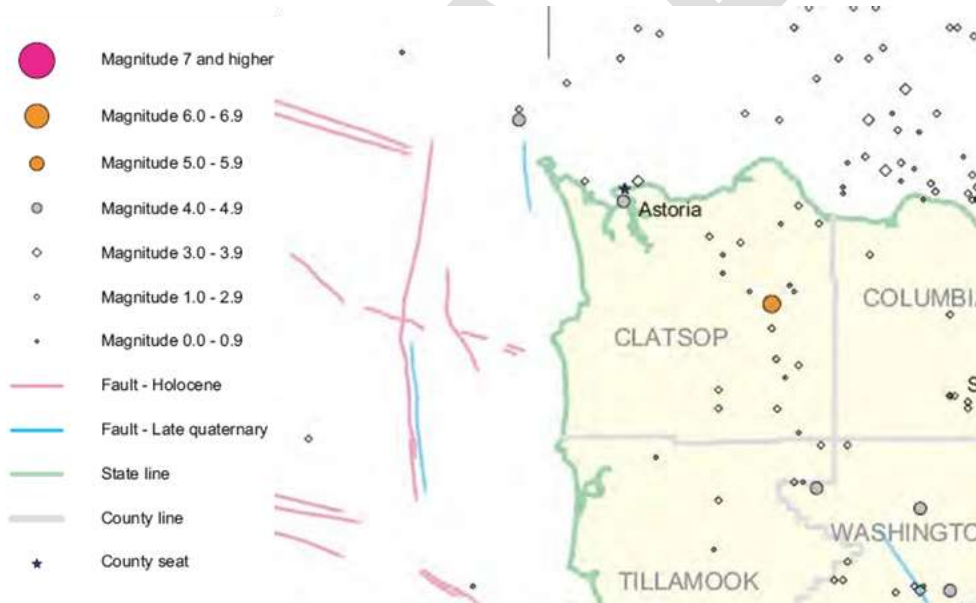 Magnitude 7 and higher
Magnitude 6.0 - 6.9
Magnitude 5.0 - 5.9
Magnitude 4.0 - 4.9
Magnitude 3.0 - 3.9
Magnitude 1.0 - 2.9
Magnitude 0.0 - 0.9
Fault - Holocene
Fault - Late quaternary
State line
County line
County seat
Astoria
COLUMBI
CLATSOP
S
WASHINGTO
TILLAMOOK